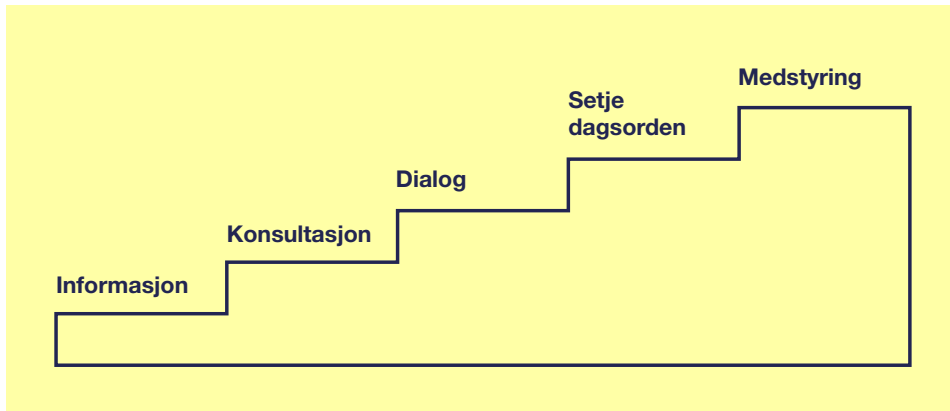 Medstyring
Setje
dagsorden
Dialog
Konsultasjon
Informasjon